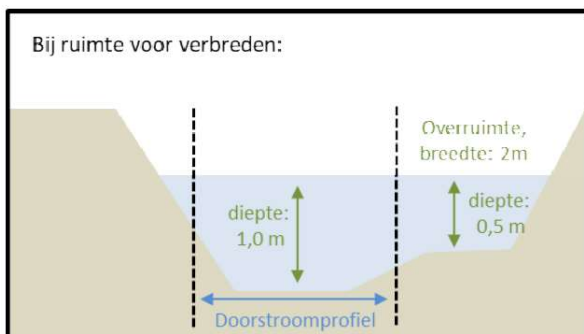 Bij ruimte voor verbreden:
Overruimte,
breedte: 2m
diepte:
1,0 m
diepte:
0,5 m
Doorstroomprofiel